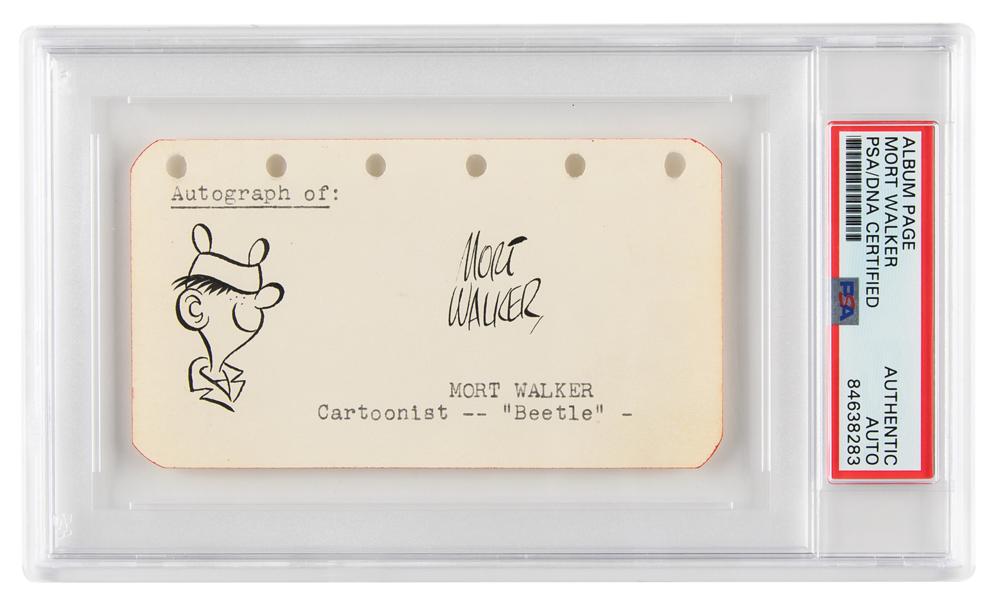 Autograph of:
MORT
WALKER
MORT WALKER
Cartoonist -- "Beetle" -
ALBUM PAGE
MORT WALKER
PSA/DNA CERTIFIED
PSA
AUTHENTIC
AUTO
84638283